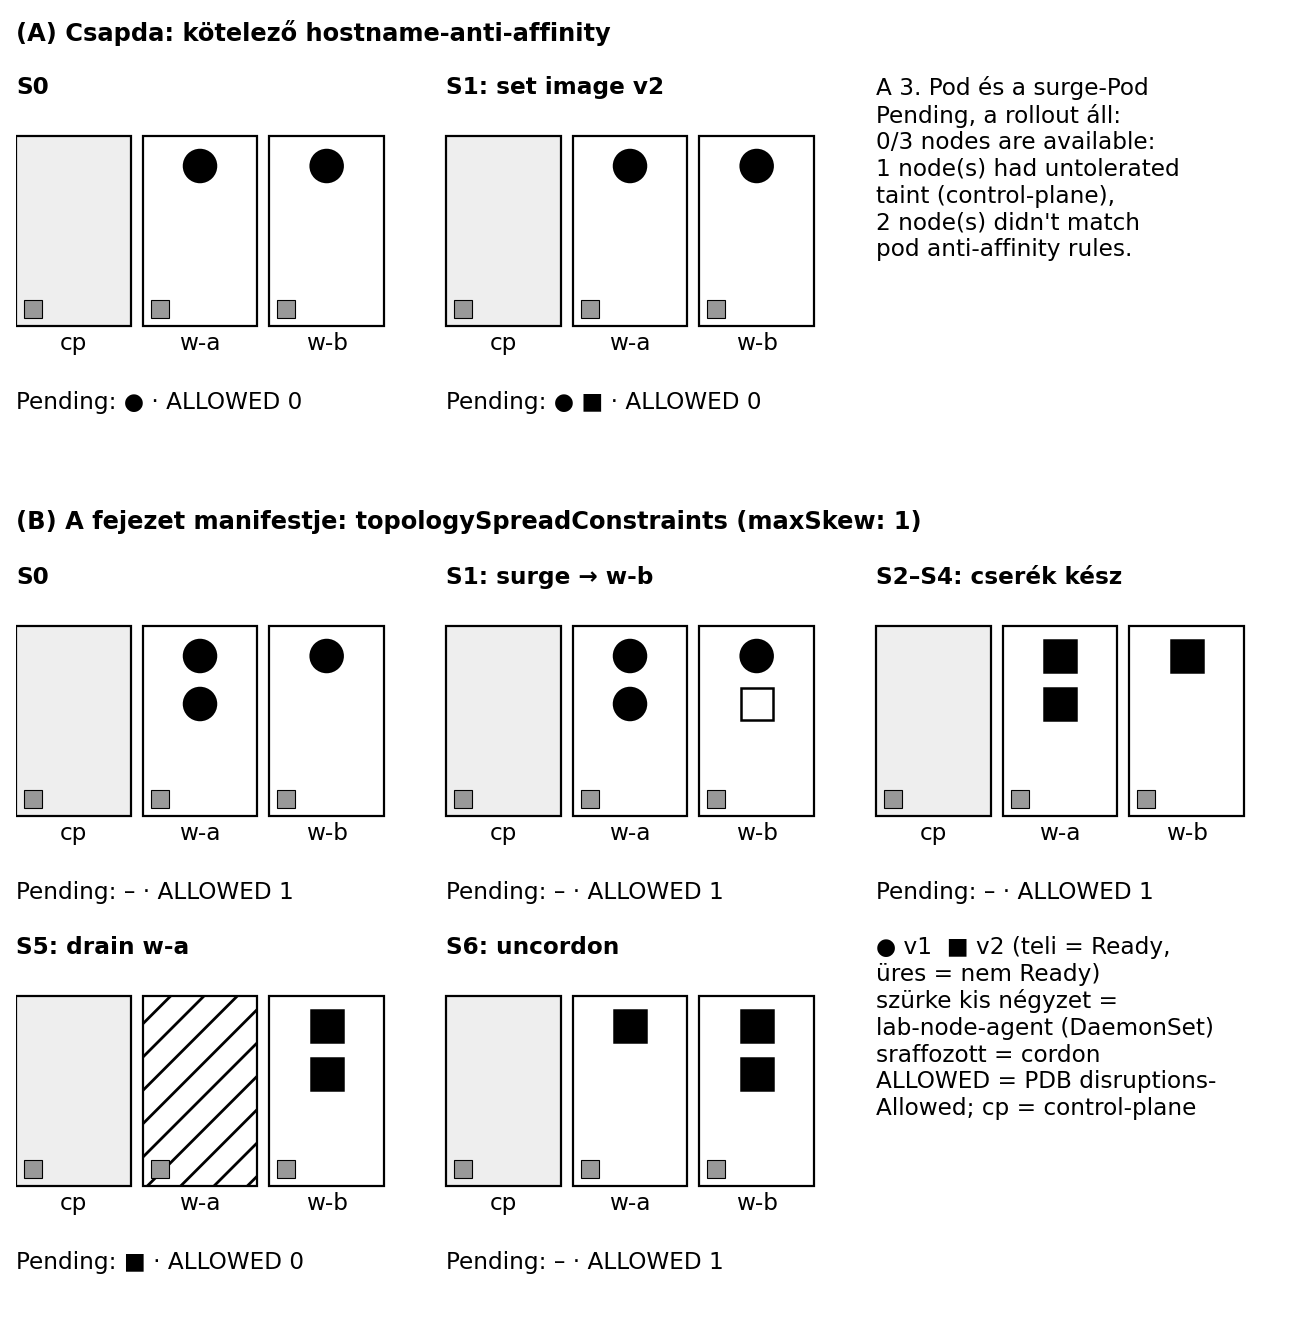 (A) Csapda: kötelező hostname-anti-affinity
S0
S1: set image v2
A 3. Pod és a surge-Pod
Pending, a rollout áll:
0/3 nodes are available:
1 node(s) had untolerated
taint (control-plane),
2 node(s) didn't match
pod anti-affinity rules.
cp
w-a
w-b
cp
w-a
w-b
Pending: ● · ALLOWED 0
Pending: ● ■ · ALLOWED 0
(B) A fejezet manifestje: topologySpreadConstraints (maxSkew: 1)
S0
S1: surge → w-b
S2–S4: cserék kész
cp
w-a
w-b
cp
w-a
w-b
cp
w-a
w-b
Pending: – · ALLOWED 1
Pending: – · ALLOWED 1
Pending: – · ALLOWED 1
S5: drain w-a
S6: uncordon
● v1 ■ v2 (teli = Ready,
üres = nem Ready)
szürke kis négyzet =
lab-node-agent (DaemonSet)
sraffozott = cordon
ALLOWED = PDB disruptions-
Allowed; cp = control-plane
cp
w-a
w-b
cp
w-a
w-b
Pending: ■ · ALLOWED 0
Pending: – · ALLOWED 1